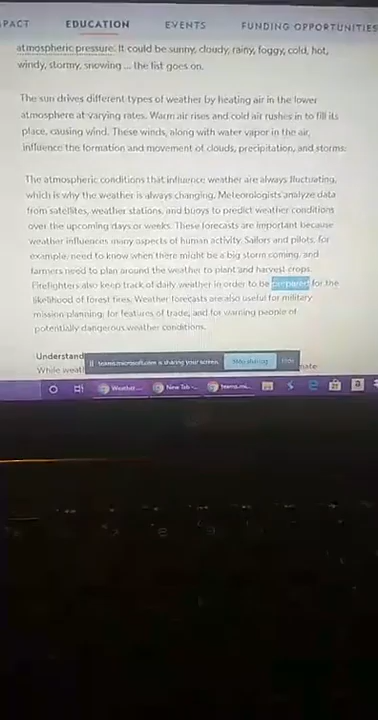 PACT EDUCATION EVENTS FUNDING OPPORTUNITIES
atmospheric pressure. It could be sunny, cloudy, rainy, foggy, cold, hot,
windy, stormy, snowing ... the list goes on.
The sun drives different types of weather by heating air in the lower
atmosphere at varying rates. Warm air rises and cold air rushes in to fill its
place, causing wind. These winds, along with water vapor in the air,
influence the formation and movement of clouds, precipitation, and storms.
The atmospheric conditions that influence weather are always fluctuating,
which is why the weather is always changing. Meteorologists analyze data
from satellites, weather stations, and buoys to predict weather conditions
over the upcoming days or weeks. These forecasts are important because
weather influences many aspects of human activity. Sailors and pilots, for
example, need to know when there might be a big storm coming, and
farmers need to plan around the weather to plant and harvest crops.
Firefighters also keep track of daily weather in order to be prepared for the
likelihood of forest fires. Weather forecasts are also useful for military
mission planning, for features of trade, and for warning people of
potentially dangerous weather conditions.
Understand
While weat
teams.microsoft.com is sharing your screen. Stop sharing Hide
nate
Weather ... New Tab - ... teams.mi...